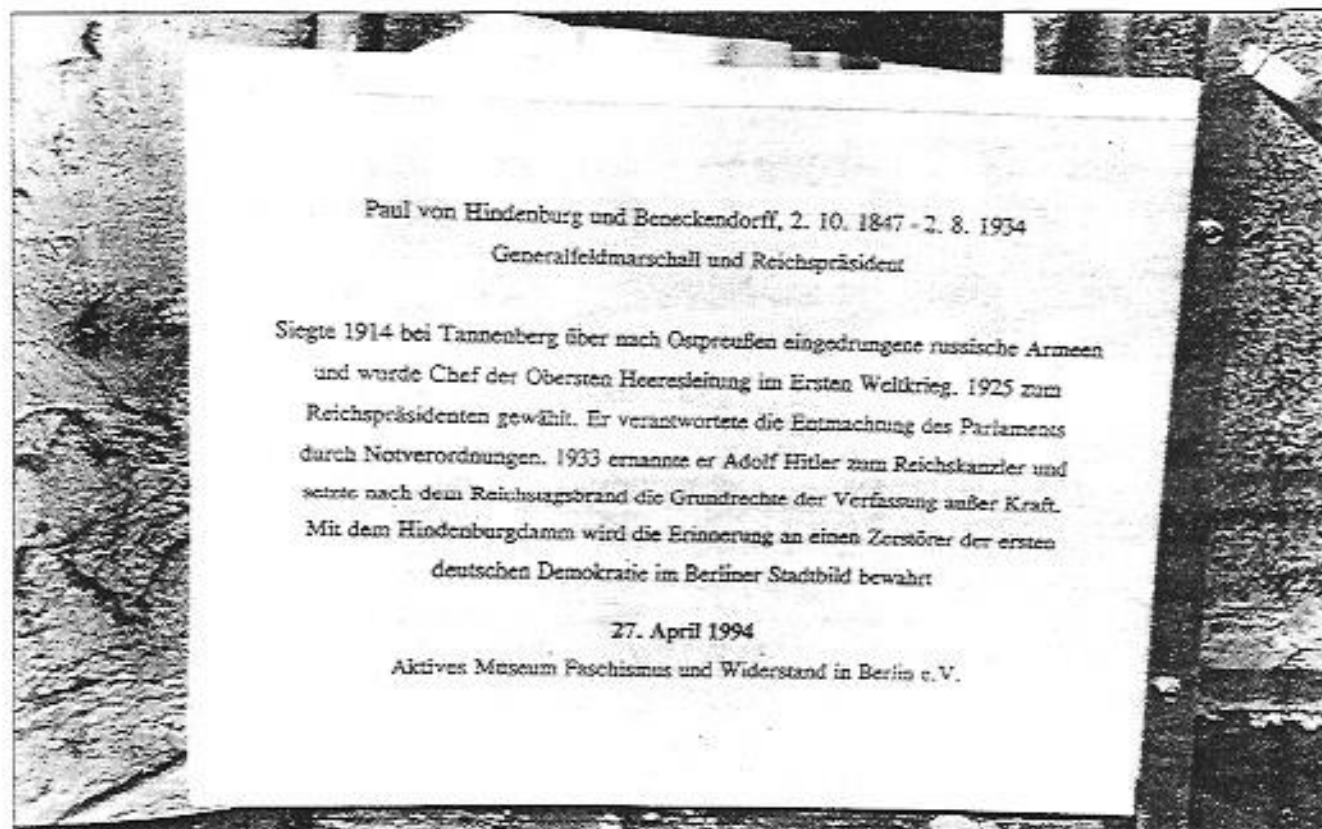 Paul von Hindenburg und Beneckendorff, 2. 10. 1847 - 2. 8. 1934
Generalfeldmarschall und Reichspräsident
Siegte 1914 bei Tannenberg über nach Ostpreußen eingedrungene russische Armeen
und wurde Chef der Obersten Heeresleitung im Ersten Weltkrieg. 1925 zum
Reichspräsidenten gewählt. Er verantwortete die Entmachtung des Parlaments
durch Notverordnungen. 1933 ernannte er Adolf Hitler zum Reichskanzler und
setzte nach dem Reichstagsbrand die Grundrechte der Verfassung außer Kraft.
Mit dem Hindenburgdamm wird die Erinnerung an einen Zerstörer der ersten
deutschen Demokratie im Berliner Stadtbild bewahrt
27. April 1994
Aktives Museum Faschismus und Widerstand in Berlin e.V.